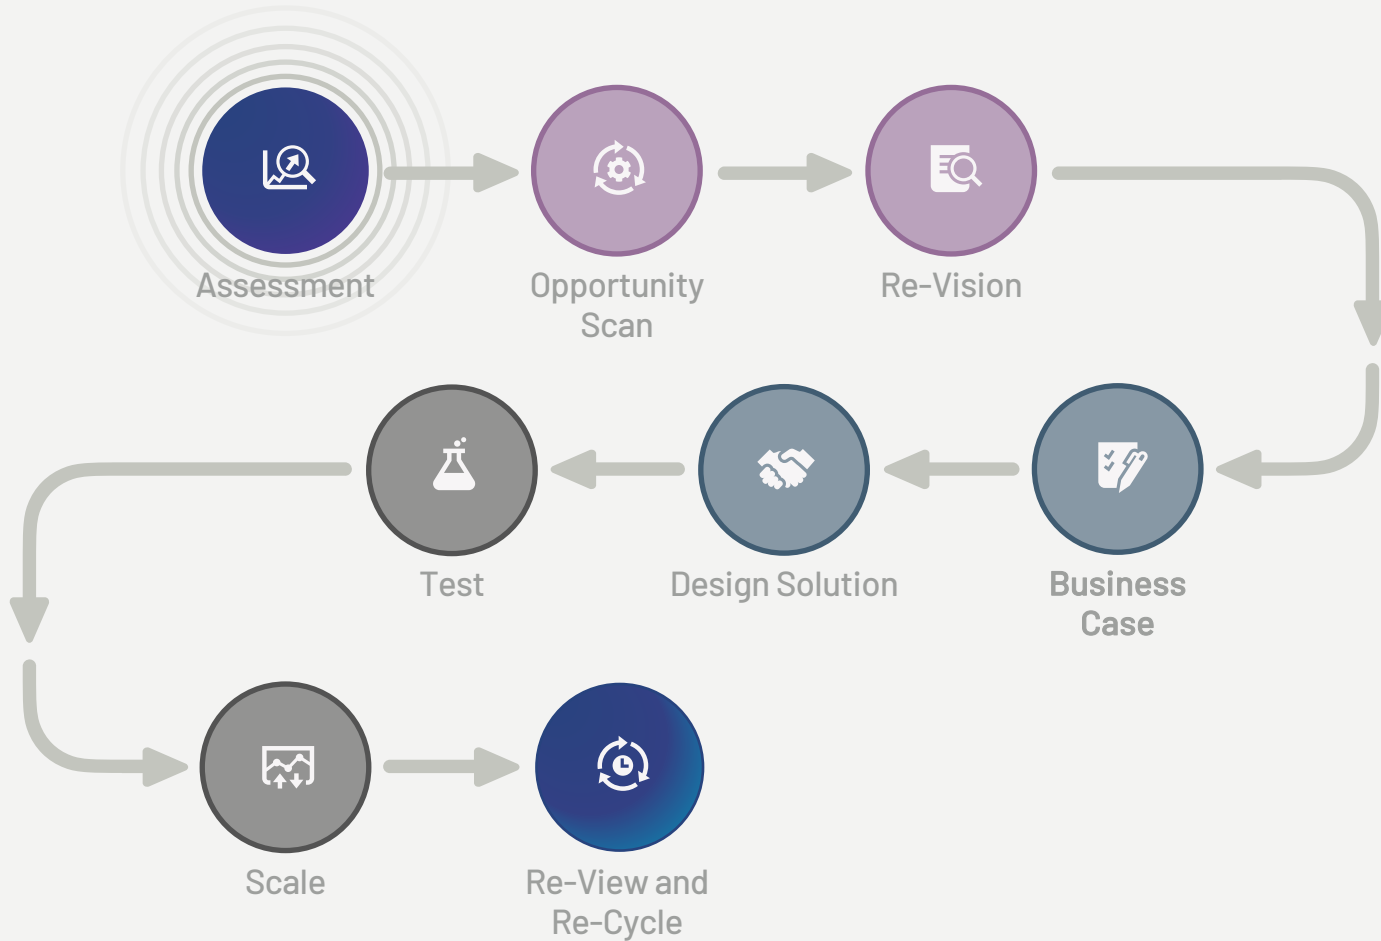 Assessment
Opportunity
Scan
Re-Vision
Business
Case
Design Solution
Test
Scale
Re-View and
Re-Cycle